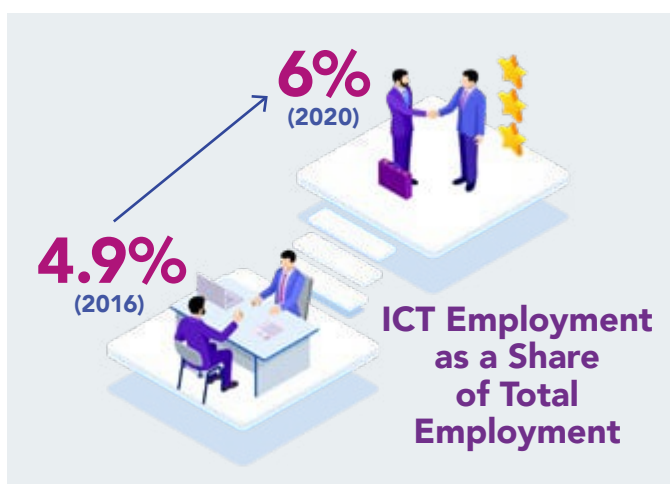 6%
(2020)
4.9%
(2016)
ICT Employment
as a Share
of Total
Employment